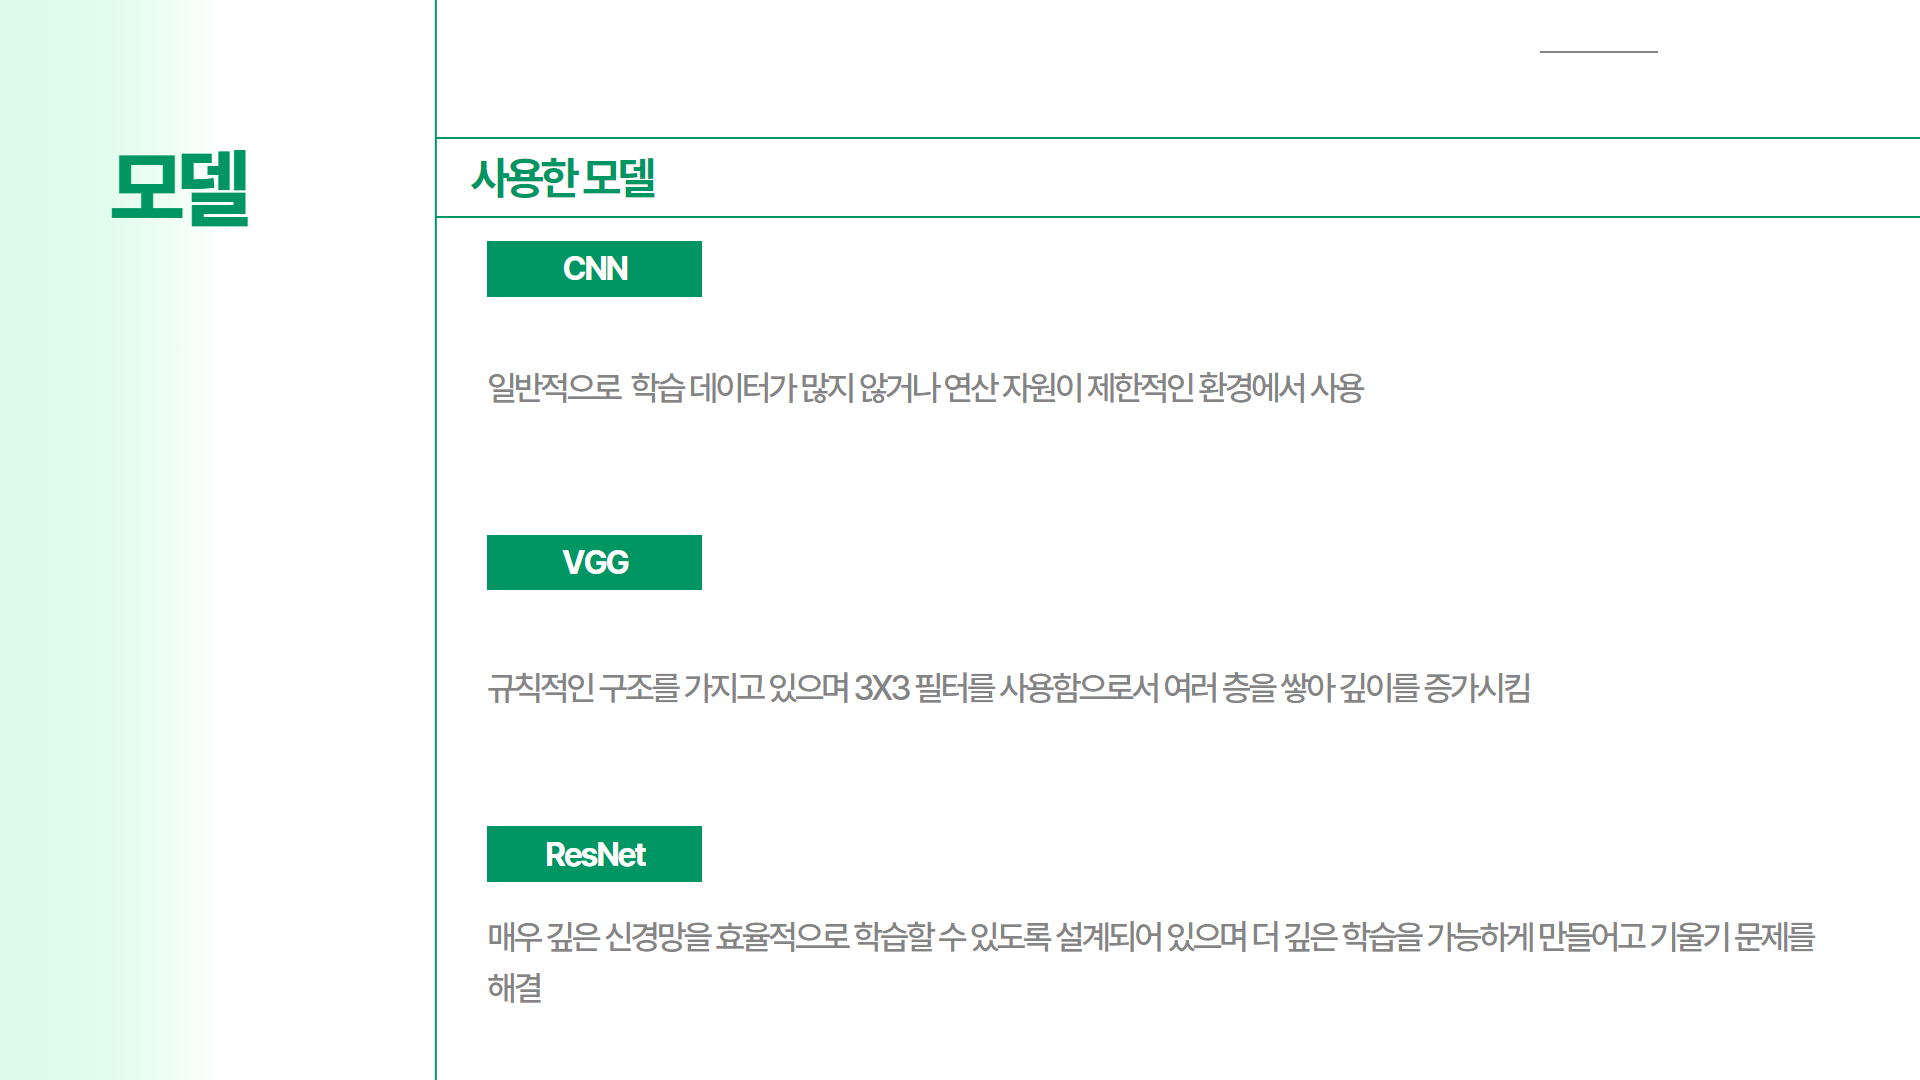 모델
사용한 모델
CNN
일반적으로 학습 데이터가 많지 않거나 연산 자원이 제한적인 환경에서 사용
VGG
규칙적인 구조를 가지고 있으며 3X3 필터를 사용함으로서 여러 층을 쌓아 깊이를 증가시킴
ResNet
매우 깊은 신경망을 효율적으로 학습할 수 있도록 설계되어 있으며 더 깊은 학습을 가능하게 만들어고 기울기 문제를
해결